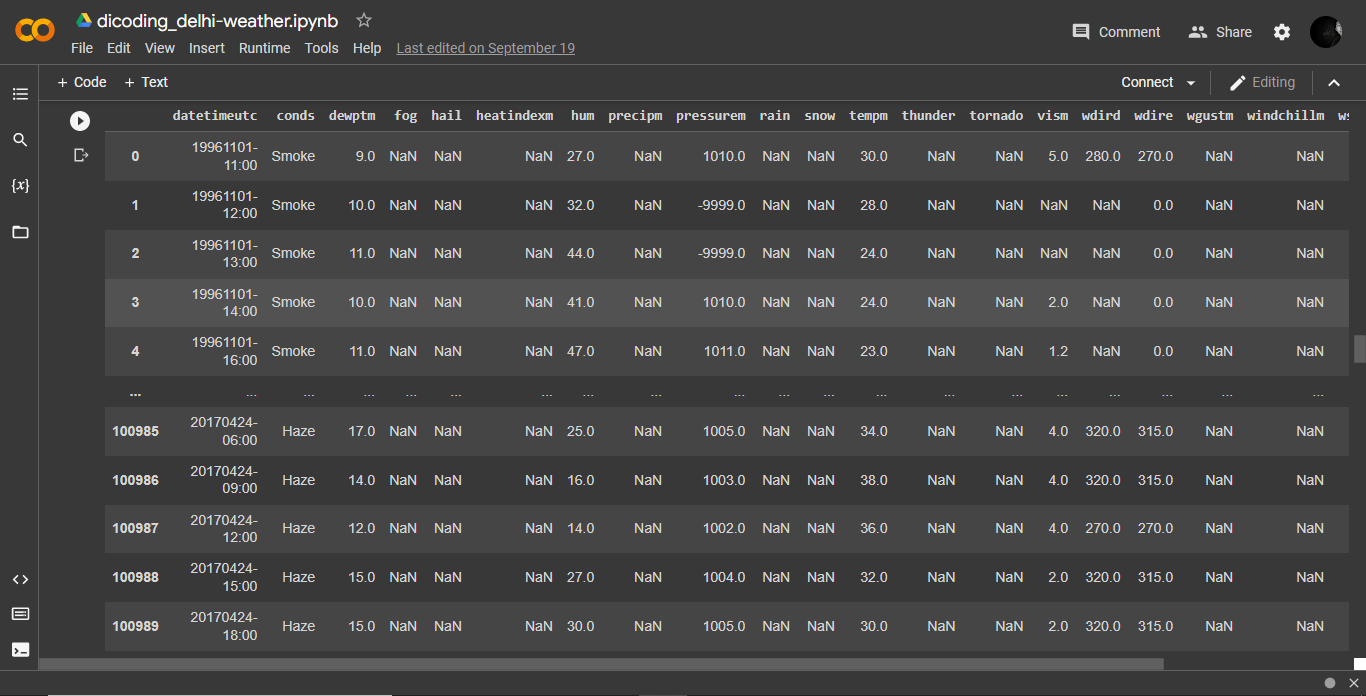 dicoding_delhi-weather.ipynb
File Edit View Insert Runtime Tools Help Last edited on September 19
Comment Share
+ Code + Text
Connect Editing
datetimeutc conds dewptm fog hail heatindexm hum precipm pressurem rain snow tempm thunder tornado vism wdird wdire wgustm windchillm ws
0 19961101-11:00 Smoke 9.0 NaN NaN NaN 27.0 NaN 1010.0 NaN NaN 30.0 NaN NaN 5.0 280.0 270.0 NaN NaN
1 19961101-12:00 Smoke 10.0 NaN NaN NaN 32.0 NaN -9999.0 NaN NaN 28.0 NaN NaN NaN NaN 0.0 NaN NaN
2 19961101-13:00 Smoke 11.0 NaN NaN NaN 44.0 NaN -9999.0 NaN NaN 24.0 NaN NaN NaN NaN 0.0 NaN NaN
3 19961101-14:00 Smoke 10.0 NaN NaN NaN 41.0 NaN 1010.0 NaN NaN 24.0 NaN NaN 2.0 NaN 0.0 NaN NaN
4 19961101-16:00 Smoke 11.0 NaN NaN NaN 47.0 NaN 1011.0 NaN NaN 23.0 NaN NaN 1.2 NaN 0.0 NaN NaN
... ... ... ... ... ... ... ... ... ... ... ... ... ... ... ... ... ... ... ...
100985 20170424-06:00 Haze 17.0 NaN NaN NaN 25.0 NaN 1005.0 NaN NaN 34.0 NaN NaN 4.0 320.0 315.0 NaN NaN
100986 20170424-09:00 Haze 14.0 NaN NaN NaN 16.0 NaN 1003.0 NaN NaN 38.0 NaN NaN 4.0 320.0 315.0 NaN NaN
100987 20170424-12:00 Haze 12.0 NaN NaN NaN 14.0 NaN 1002.0 NaN NaN 36.0 NaN NaN 4.0 270.0 270.0 NaN NaN
100988 20170424-15:00 Haze 15.0 NaN NaN NaN 27.0 NaN 1004.0 NaN NaN 32.0 NaN NaN 2.0 320.0 315.0 NaN NaN
100989 20170424-18:00 Haze 15.0 NaN NaN NaN 30.0 NaN 1005.0 NaN NaN 30.0 NaN NaN 2.0 320.0 315.0 NaN NaN